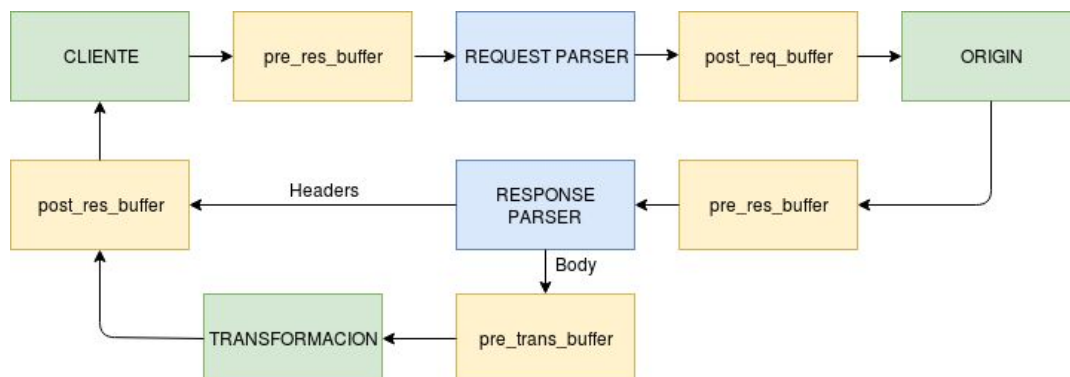 CLIENTE
pre_res_buffer
REQUEST PARSER
post_req_buffer
ORIGIN
post_res_buffer
Headers
RESPONSE
PARSER
pre_res_buffer
Body
TRANSFORMACION
pre_trans_buffer